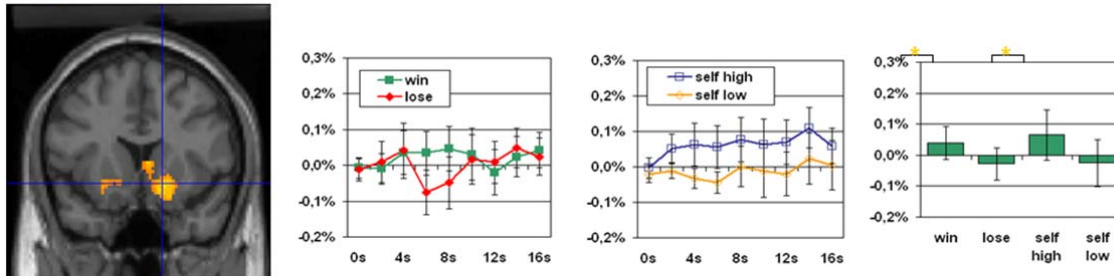 0,3%
0,2%
0,1%
0,0%
-0,1%
-0,2%
win
lose
0s 4s 8s 12s 16s
0,3%
0,2%
0,1%
0,0%
-0,1%
-0,2%
self high
self low
0s 4s 8s 12s 16s
* *
0,3%
0,2%
0,1%
0,0%
-0,1%
-0,2%
win lose self self
high low